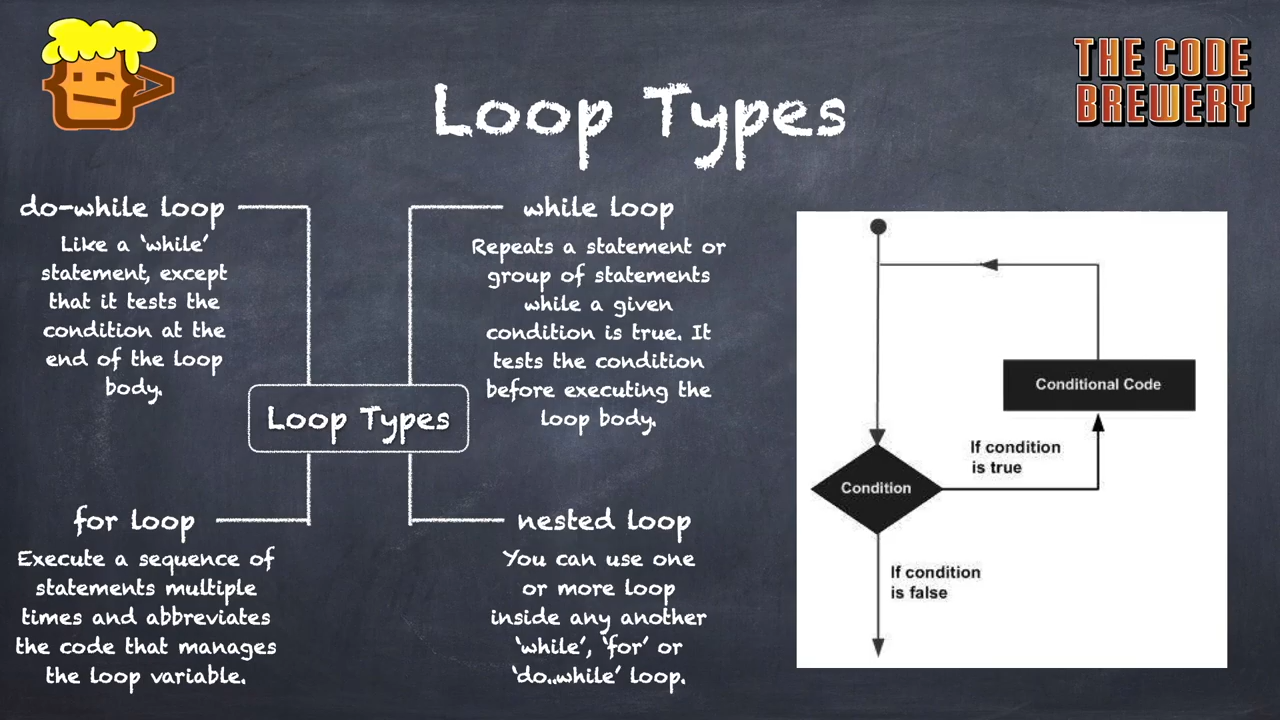 THE CODE
BREWERY
Loop Types
do-while loop
Like a ‘while’
statement, except
that it tests the
condition at the
end of the loop
body.
while loop
Repeats a statement or
group of statements
while a given
condition is true. It
tests the condition
before executing the
loop body.
Loop Types
for loop
Execute a sequence of
statements multiple
times and abbreviates
the code that manages
the loop variable.
nested loop
You can use one
or more loop
inside any another
‘while’, ‘for’ or
‘do..while’ loop.
Conditional Code
If condition
is true
Condition
If condition
is false